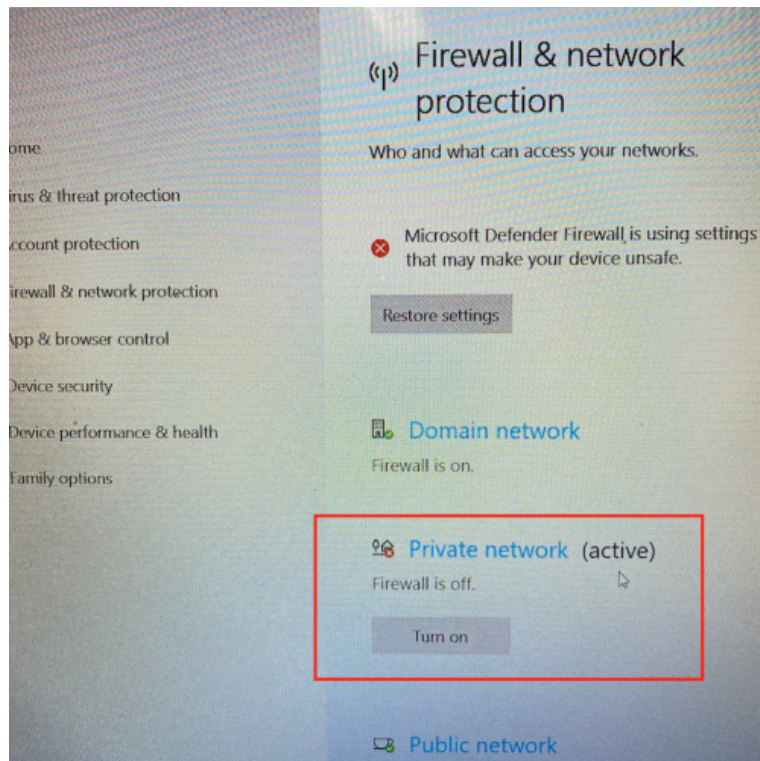 Firewall & network
protection
Who and what can access your networks.
ome
irus & threat protection
ccount protection
irewall & network protection
pp & browser control
Device security
Device performance & health
Family options
Microsoft Defender Firewall is using settings
that may make your device unsafe.
Restore settings
Domain network
Firewall is on.
Private network (active)
Firewall is off.
Turn on
Public network